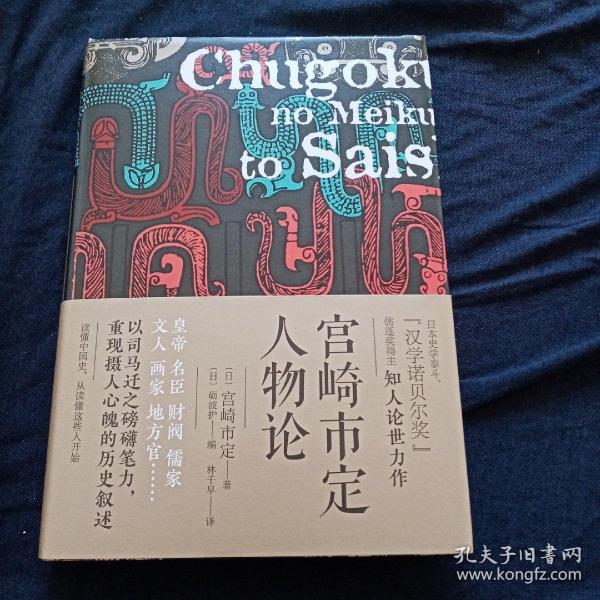 Chugok
no Meiku
to Sais
日本史学泰斗、
『汉学诺贝尔奖』
儒莲奖得主
知人论世力作
宫崎市定
人物论
〔日〕宫崎市定——著
〔日〕砺波护——编 林千早——译
皇帝 名臣 财阀 儒家
文人 画家 地方官……
以司马迁之磅礴笔力,
重现摄人心魄的历史叙述
读懂中国史,从读懂这些人开始
孔夫子旧书网
www.kongfz.com